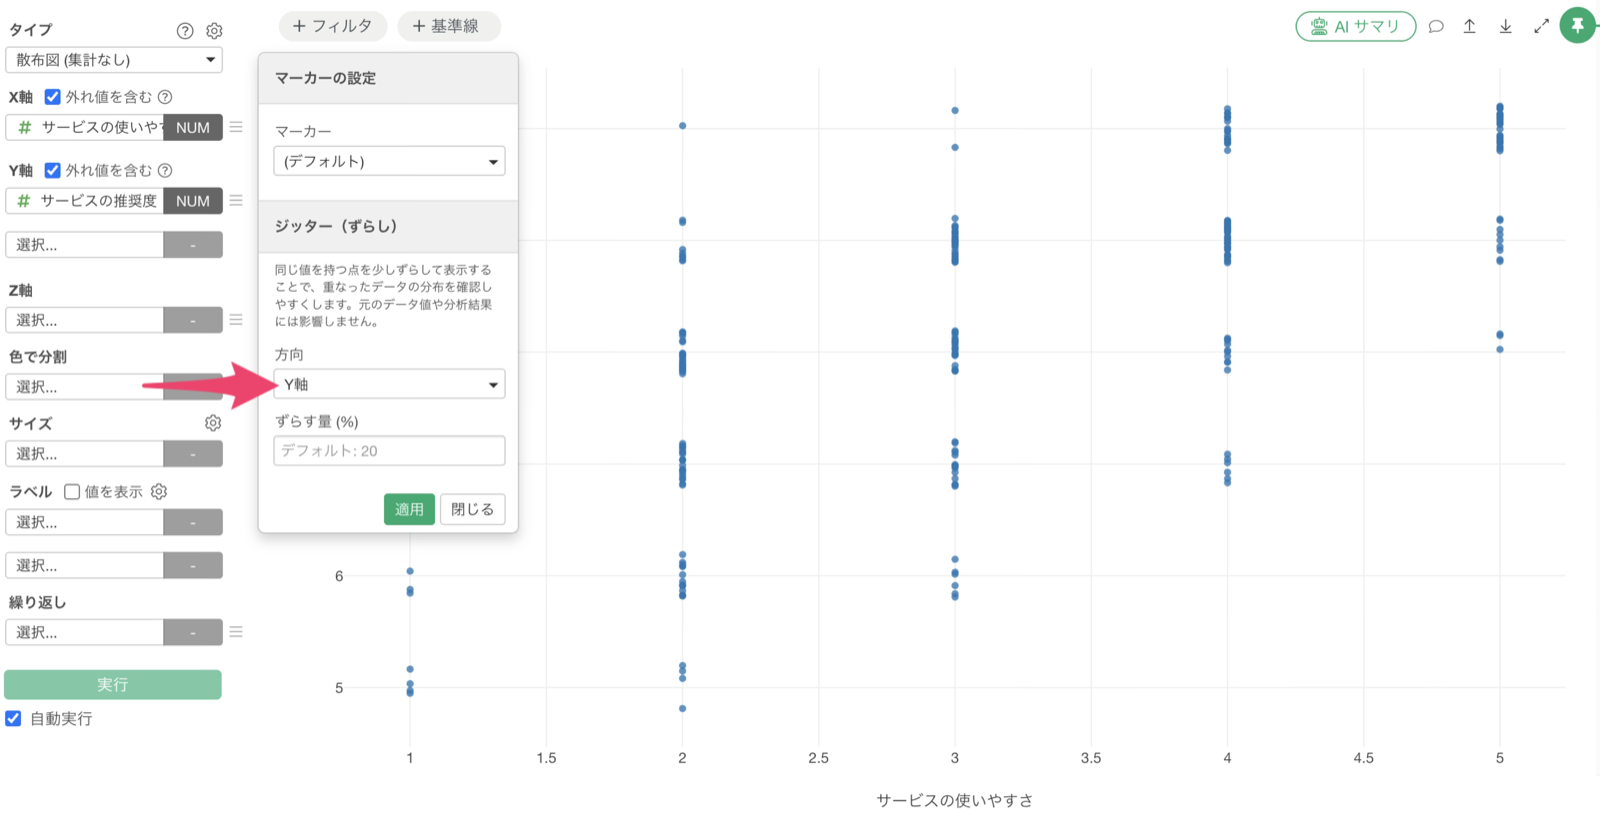 タイプ
散布図 (集計なし)
X軸 外れ値を含む ?
# サービスの使いや NUM
Y軸 外れ値を含む ?
# サービスの推奨度 NUM
選択... -
Z軸
選択... -
色で分割
選択...
サイズ
選択... -
ラベル 値を表示
選択... -
選択... -
繰り返し
選択... -
実行
自動実行
+ フィルタ
+ 基準線
AI サマリ
マーカーの設定
マーカー
(デフォルト)
ジッター（ずらし）
同じ値を持つ点を少しずらして表示する
ことで、重なったデータの分布を確認し
やすくします。元のデータ値や分析結果
には影響しません。
方向
Y軸
ずらす量 (%)
デフォルト: 20
適用 閉じる
6
5
1 1.5 2 2.5 3 3.5 4 4.5 5
サービスの使いやすさ